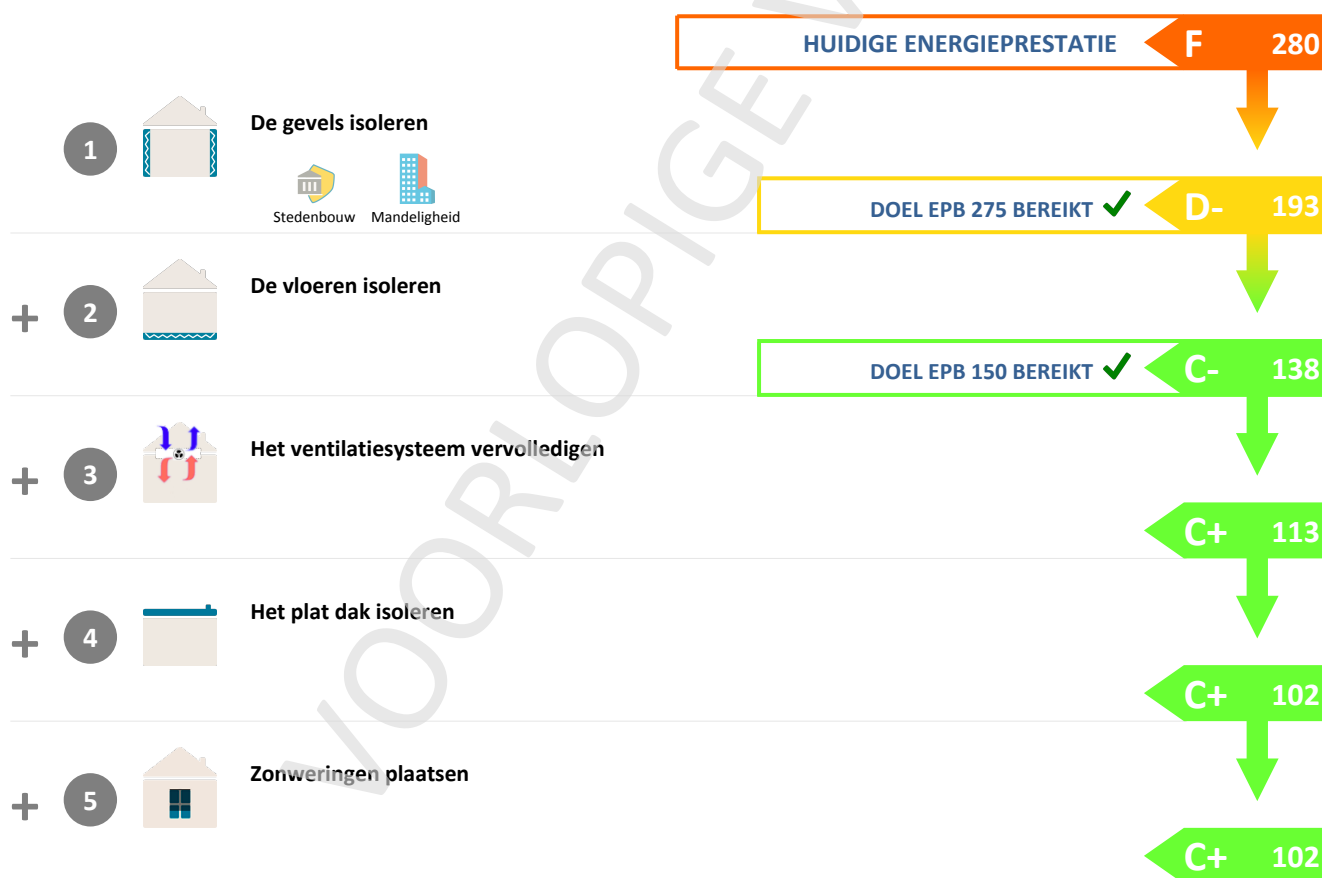 HUIDIGE ENERGIEPRESTATIE F 280
1 De gevels isoleren
Stedenbouw Mandeligheid
DOEL EPB 275 BEREIKT D- 193
+ 2 De vloeren isoleren
DOEL EPB 150 BEREIKT C- 138
+ 3 Het ventilatiesysteem vervolledigen
C+ 113
+ 4 Het plat dak isoleren
C+ 102
+ 5 Zonweringen plaatsen
C+ 102
VOORLOPIGE